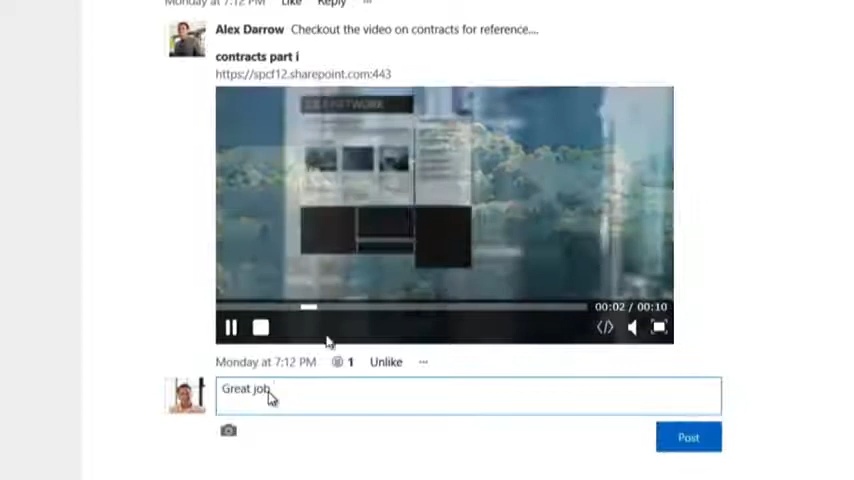 Monday at 7:12 PM Like Reply ...
Alex Darrow Checkout the video on contracts for reference....
contracts part i
https://spcf12.sharepoint.com:443
00:02 / 00:10
Monday at 7:12 PM 1 Unlike ...
Great job
Post